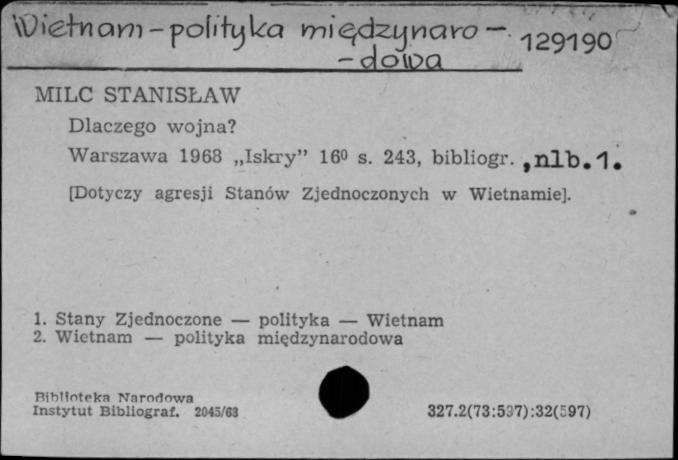 Wietnam - polityka międzynaro -
- dowa
129190
MILC STANISŁAW
Dlaczego wojna?
Warszawa 1968 „Iskry” 16⁰ s. 243, bibliogr. , nlb. 1.
[Dotyczy agresji Stanów Zjednoczonych w Wietnamie].
1. Stany Zjednoczone — polityka — Wietnam
2. Wietnam — polityka międzynarodowa
Biblioteka Narodowa
Instytut Bibliograf. 2045/68
327.2(73:597):32(597)